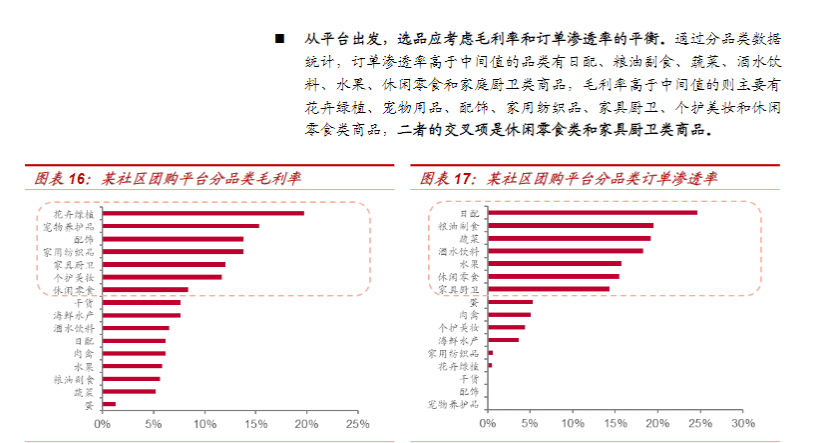 ■ 从平台出发，选品应考虑毛利率和订单渗透率的平衡。通过分品类数据
统计，订单渗透率高于中间值的品类有日配、粮油副食、蔬菜、酒水饮
料、水果、休闲零食和家庭厨卫类商品，毛利率高于中间值的则主要有
花卉绿植、宠物用品、配饰、家用纺织品、家具厨卫、个护美妆和休闲
零食类商品，二者的交叉项是休闲零食类和家具厨卫类商品。
图表 16：某社区团购平台分品类毛利率
花卉绿植
宠物养护品
配饰
家用纺织品
家具厨卫
个护美妆
休闲零食
干货
海鲜水产
酒水饮料
日配
肉禽
水果
粮油副食
蔬菜
蛋
0% 5% 10% 15% 20% 25%
图表 17：某社区团购平台分品类订单渗透率
日配
粮油副食
蔬菜
酒水饮料
水果
休闲零食
家具厨卫
蛋
肉禽
个护美妆
海鲜水产
家用纺织品
花卉绿植
干货
配饰
宠物养护品
0% 5% 10% 15% 20% 25% 30%